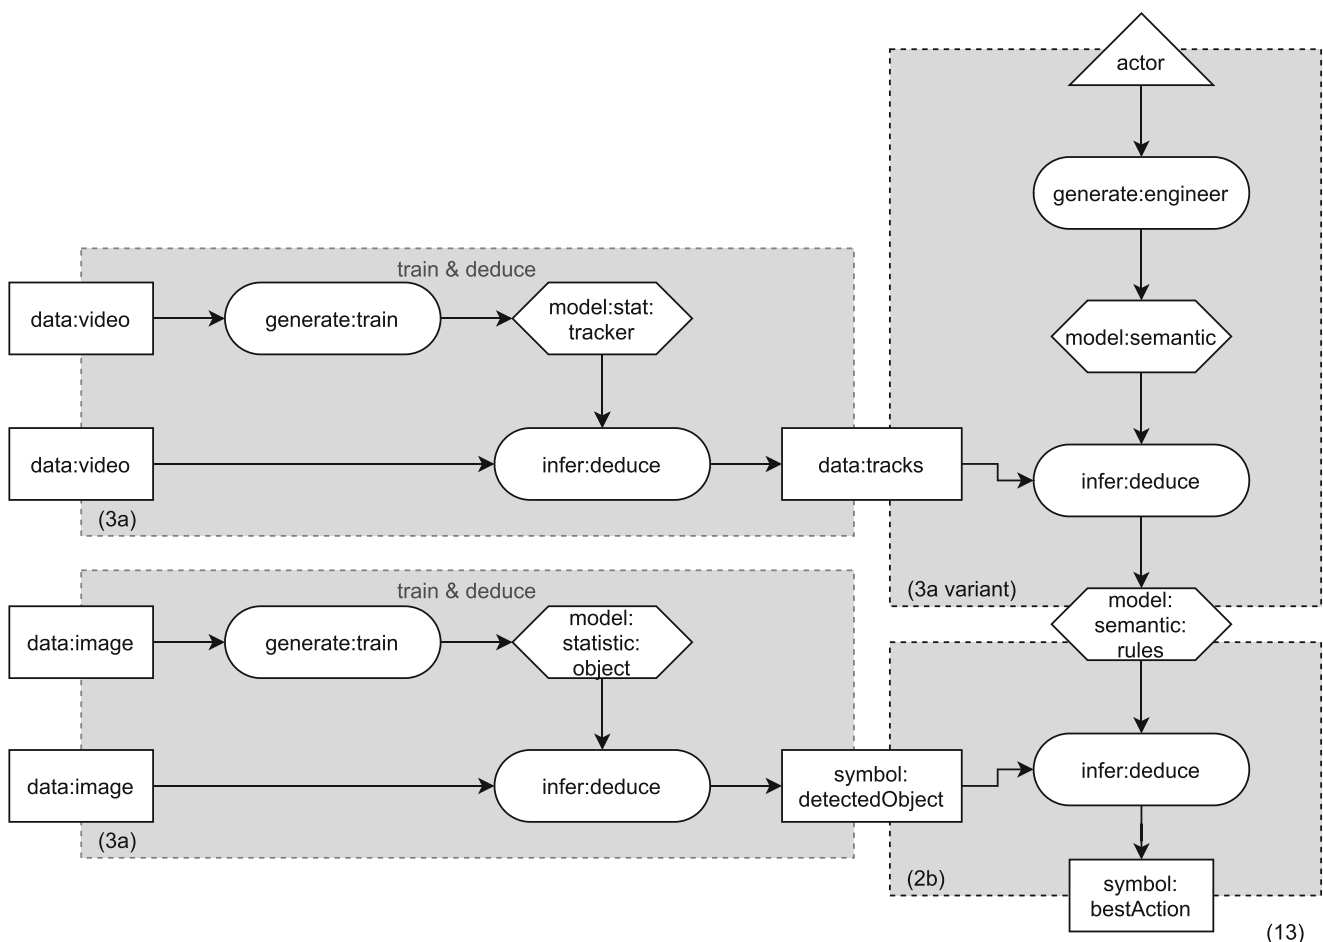 actor
generate:engineer
train & deduce
data:video
generate:train
model:stat:
tracker
model:semantic
data:video
infer:deduce
data:tracks
infer:deduce
(3a)
(3a variant)
train & deduce
data:image
generate:train
model:
statistic:
object
model:
semantic:
rules
data:image
infer:deduce
symbol:
detectedObject
infer:deduce
(3a)
(2b)
symbol:
bestAction
(13)